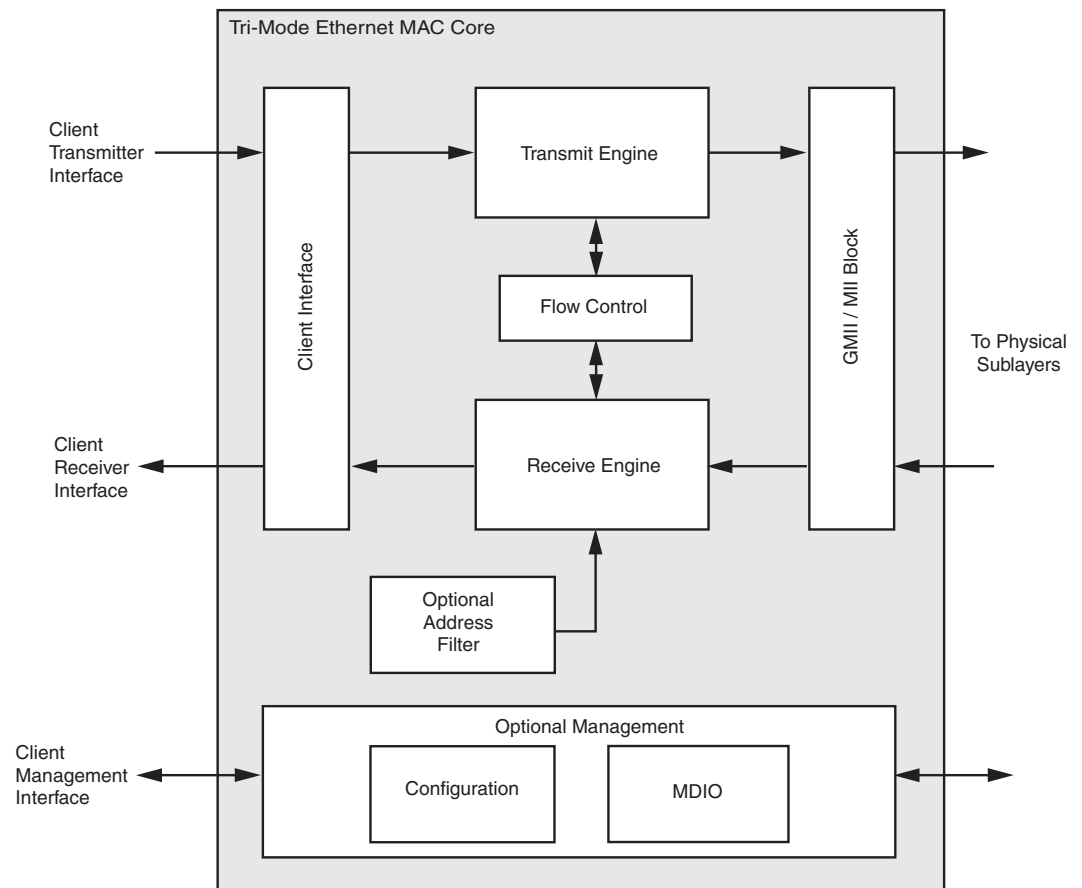 Tri-Mode Ethernet MAC Core
Client
Transmitter
Interface
Client Interface
Transmit Engine
GMII / MII Block
Flow Control
To Physical
Sublayers
Client
Receiver
Interface
Receive Engine
Optional
Address
Filter
Optional Management
Client
Management
Interface
Configuration
MDIO